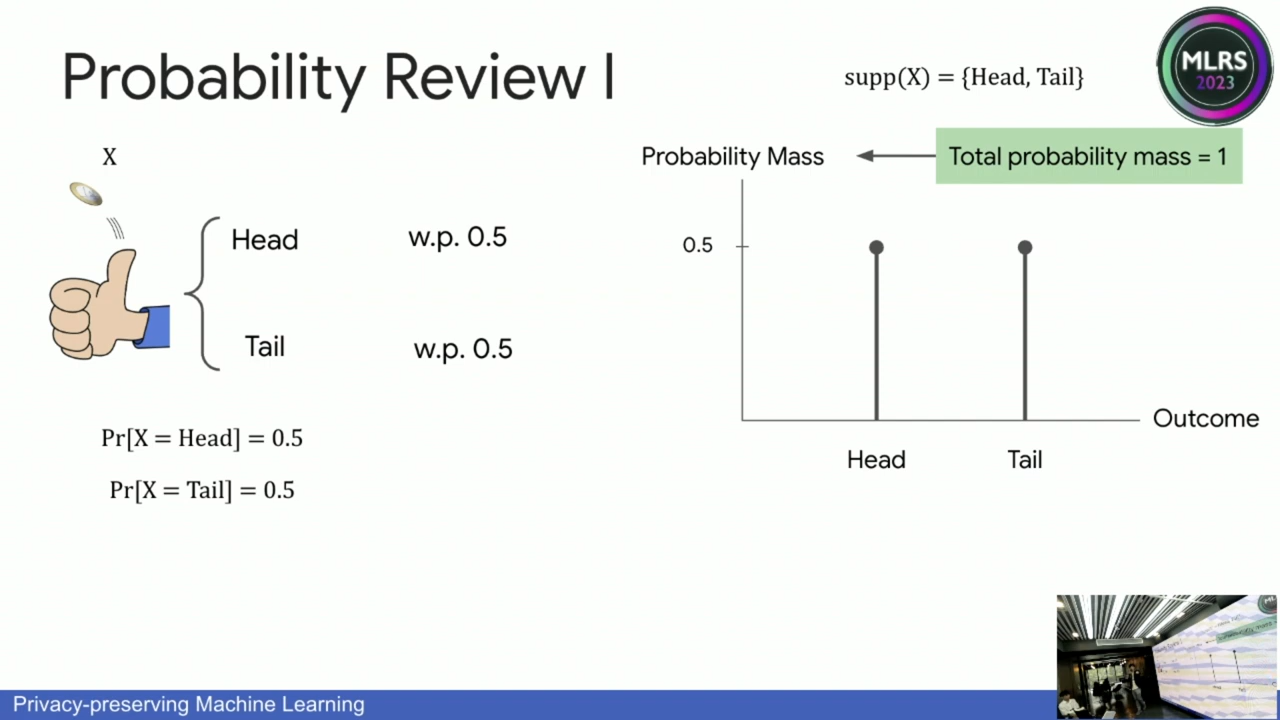 Probability Review I
supp(X) = {Head, Tail}
MLRS
2023
X
Probability Mass
Total probability mass = 1
Head
w.p. 0.5
0.5
Tail
w.p. 0.5
Outcome
Pr[X = Head] = 0.5
Head
Tail
Pr[X = Tail] = 0.5
Privacy-preserving Machine Learning